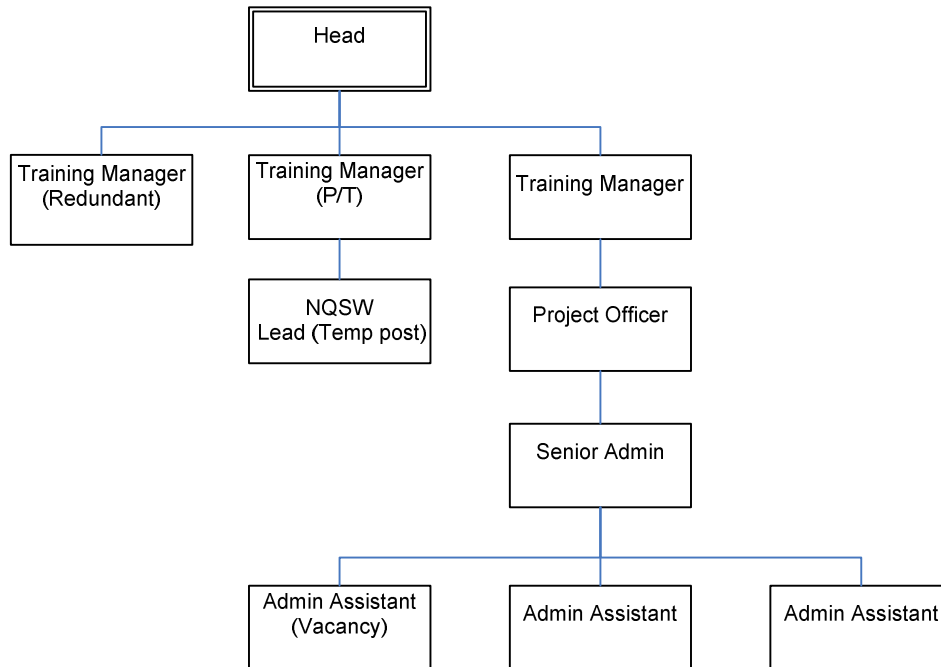 Head
Training Manager
(Redundant)
Training Manager
(P/T)
Training Manager
NQSW
Lead (Temp post)
Project Officer
Senior Admin
Admin Assistant
(Vacancy)
Admin Assistant
Admin Assistant